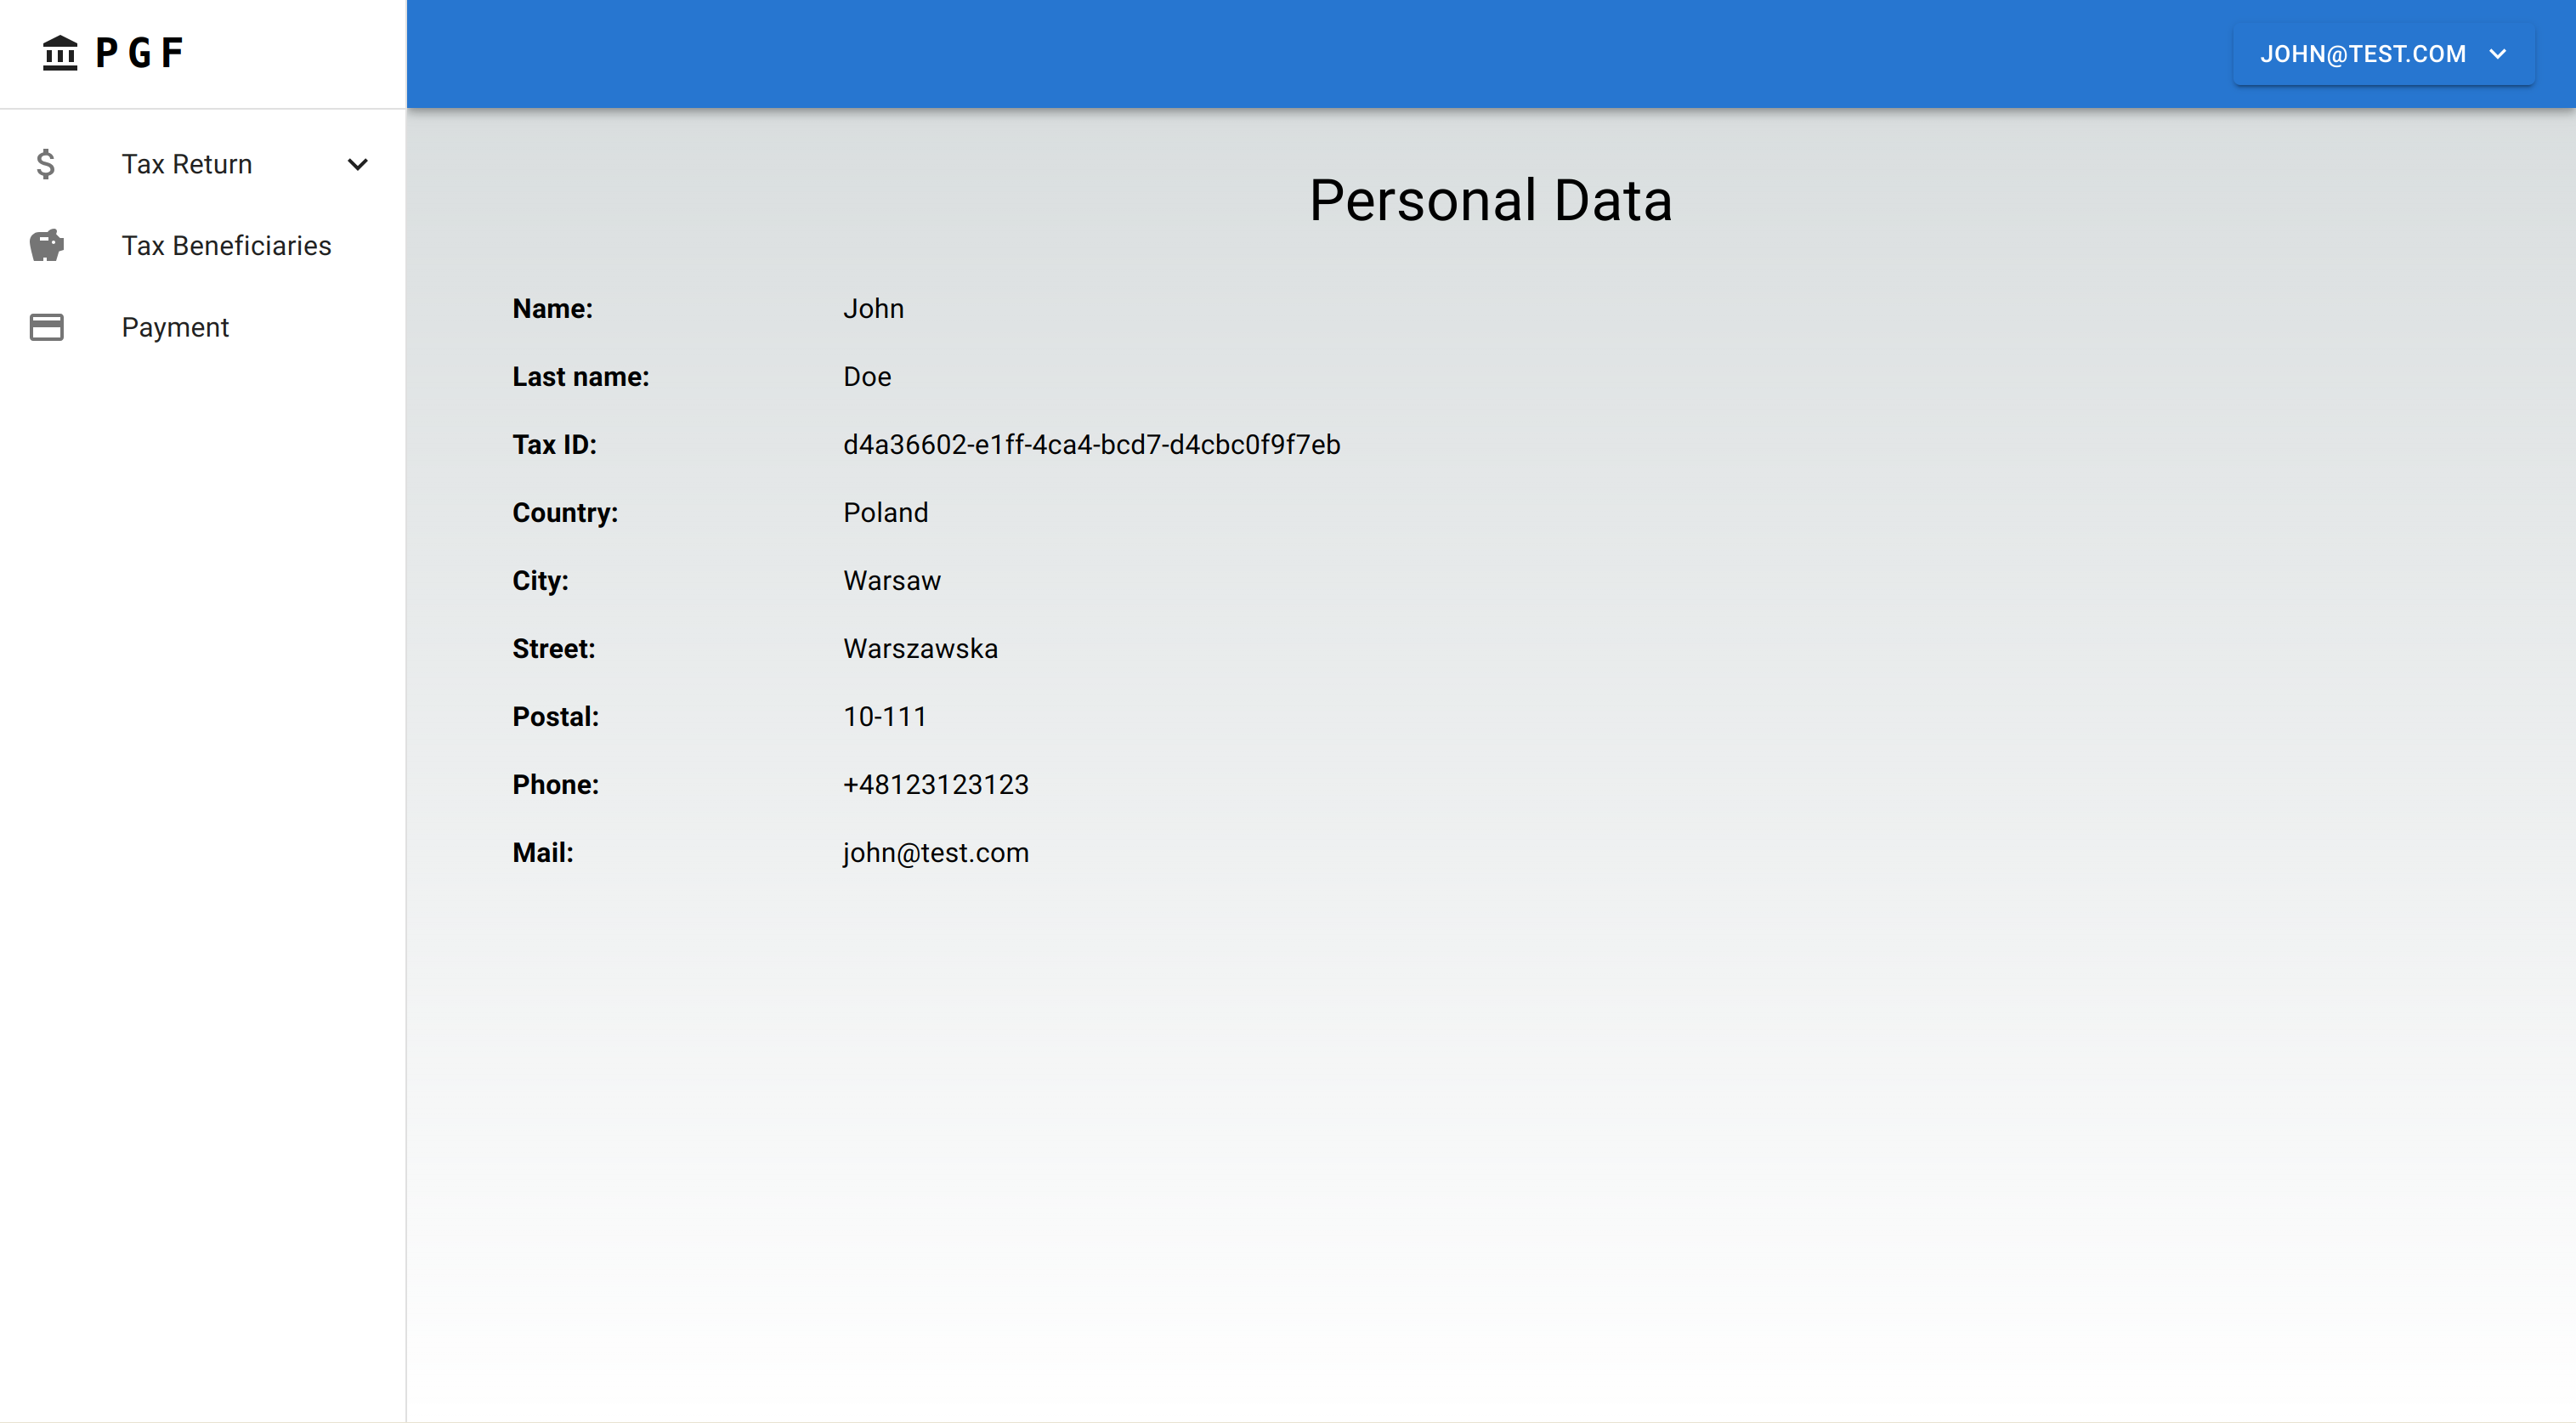 PGF
JOHN@TEST.COM
Tax Return
Tax Beneficiaries
Payment
Personal Data
Name: John
Last name: Doe
Tax ID: d4a36602-e1ff-4ca4-bcd7-d4cbc0f9f7eb
Country: Poland
City: Warsaw
Street: Warszawska
Postal: 10-111
Phone: +48123123123
Mail: john@test.com